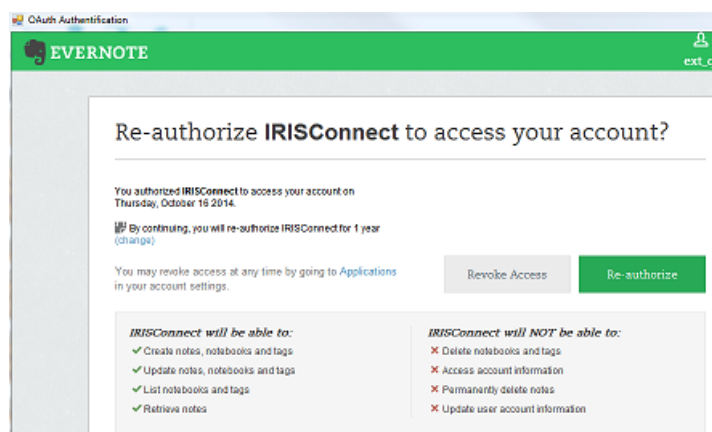 OAuth Authentification
EVERNOTE
ext_c
Re-authorize IRISConnect to access your account?
You authorized IRISConnect to access your account on
Thursday, October 16 2014.
By continuing, you will re-authorize IRISConnect for 1 year
(change)
You may revoke access at any time by going to Applications
in your account settings.
Revoke Access
Re-authorize
IRISConnect will be able to:
Create notes, notebooks and tags
Update notes, notebooks and tags
List notebooks and tags
Retrieve notes
IRISConnect will NOT be able to:
Delete notebooks and tags
Access account information
Permanently delete notes
Update user account information